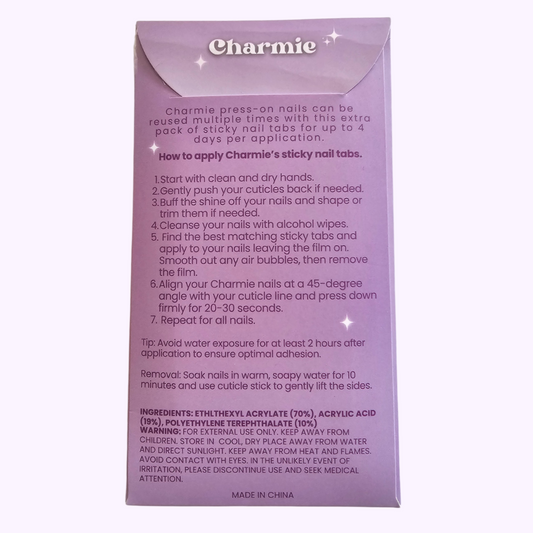 Charmie
Charmie press-on nails can be
reused multiple times with this extra
pack of sticky nail tabs for up to 4
days per application.
How to apply Charmie's sticky nail tabs.
1.Start with clean and dry hands.
2.Gently push your cuticles back if needed.
3.Buff the shine off your nails and shape or
trim them if needed.
4.Cleanse your nails with alcohol wipes.
5. Find the best matching sticky tabs and
apply to your nails leaving the film on.
Smooth out any air bubbles, then remove
the film.
6.Align your Charmie nails at a 45-degree
angle with your cuticle line and press down
firmly for 20-30 seconds.
7. Repeat for all nails.
Tip: Avoid water exposure for at least 2 hours after
application to ensure optimal adhesion.
Removal: Soak nails in warm, soapy water for 10
minutes and use cuticle stick to gently lift the sides.
INGREDIENTS: ETHLTHEXYL ACRYLATE (70%), ACRYLIC ACID
(19%), POLYETHYLENE TEREPHTHALATE (10%)
WARNING: FOR EXTERNAL USE ONLY. KEEP AWAY FROM
CHILDREN. STORE IN COOL, DRY PLACE AWAY FROM WATER
AND DIRECT SUNLIGHT. KEEP AWAY FROM HEAT AND FLAMES.
AVOID CONTACT WITH EYES. IN THE UNLIKELY EVENT OF
IRRITATION, PLEASE DISCONTINUE USE AND SEEK MEDICAL
ATTENTION.
MADE IN CHINA